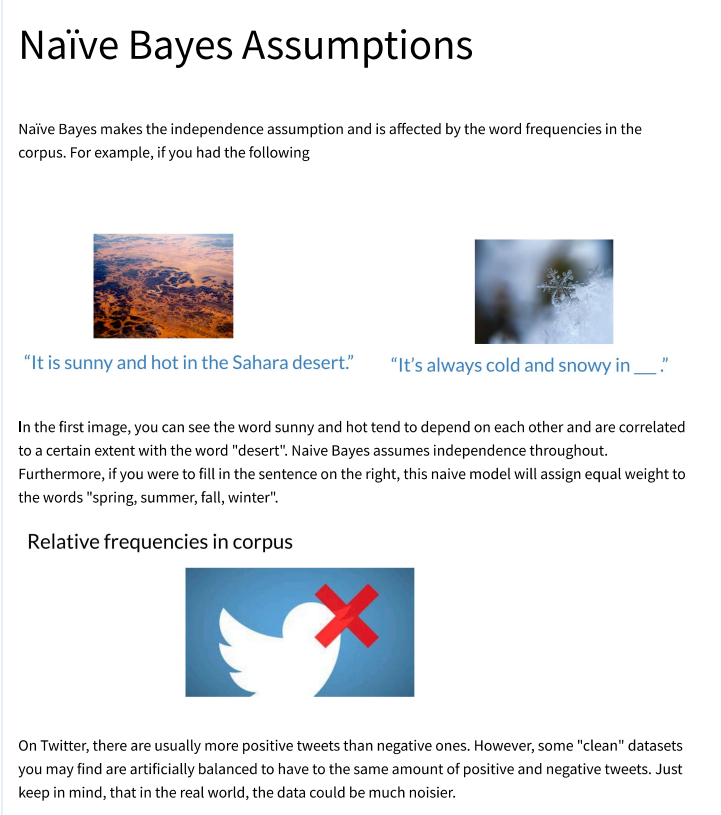 Naïve Bayes Assumptions
Naïve Bayes makes the independence assumption and is affected by the word frequencies in the
corpus. For example, if you had the following
“It is sunny and hot in the Sahara desert.”
“It’s always cold and snowy in ___ .”
In the first image, you can see the word sunny and hot tend to depend on each other and are correlated
to a certain extent with the word "desert". Naive Bayes assumes independence throughout.
Furthermore, if you were to fill in the sentence on the right, this naive model will assign equal weight to
the words "spring, summer, fall, winter".
Relative frequencies in corpus
On Twitter, there are usually more positive tweets than negative ones. However, some "clean" datasets
you may find are artificially balanced to have to the same amount of positive and negative tweets. Just
keep in mind, that in the real world, the data could be much noisier.